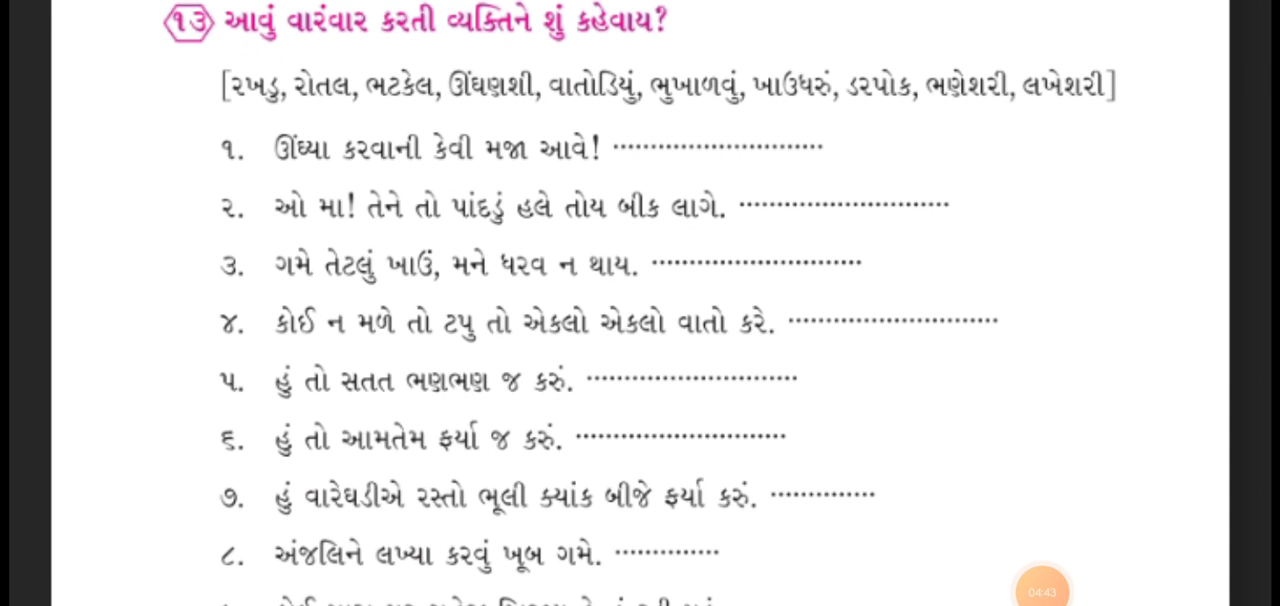 ૧૩ આવું વારંવાર કરતી વ્યક્તિને શું કહેવાય?
[રખડુ, રોતલ, ભટકેલ, ઊંઘણશી, વાતોડિયું, ભુખાળવું, ખાઉધરું, ડરપોક, ભણેશરી, લખેશરી]
૧. ઊંઘ્યા કરવાની કેવી મજા આવે! ............................
૨. ઓ મા! તેને તો પાંદડું હલે તોય બીક લાગે. ............................
૩. ગમે તેટલું ખાઉં, મને ધરવ ન થાય. ............................
૪. કોઈ ન મળે તો ટપુ તો એકલો એકલો વાતો કરે. ............................
૫. હું તો સતત ભણભણ જ કરું. ............................
૬. હું તો આમતેમ ફર્યા જ કરું. ............................
૭. હું વારેઘડીએ રસ્તો ભૂલી ક્યાંક બીજે ફર્યા કરું. ..............
૮. અંજલિને લખ્યા કરવું ખૂબ ગમે. ..............
04:43